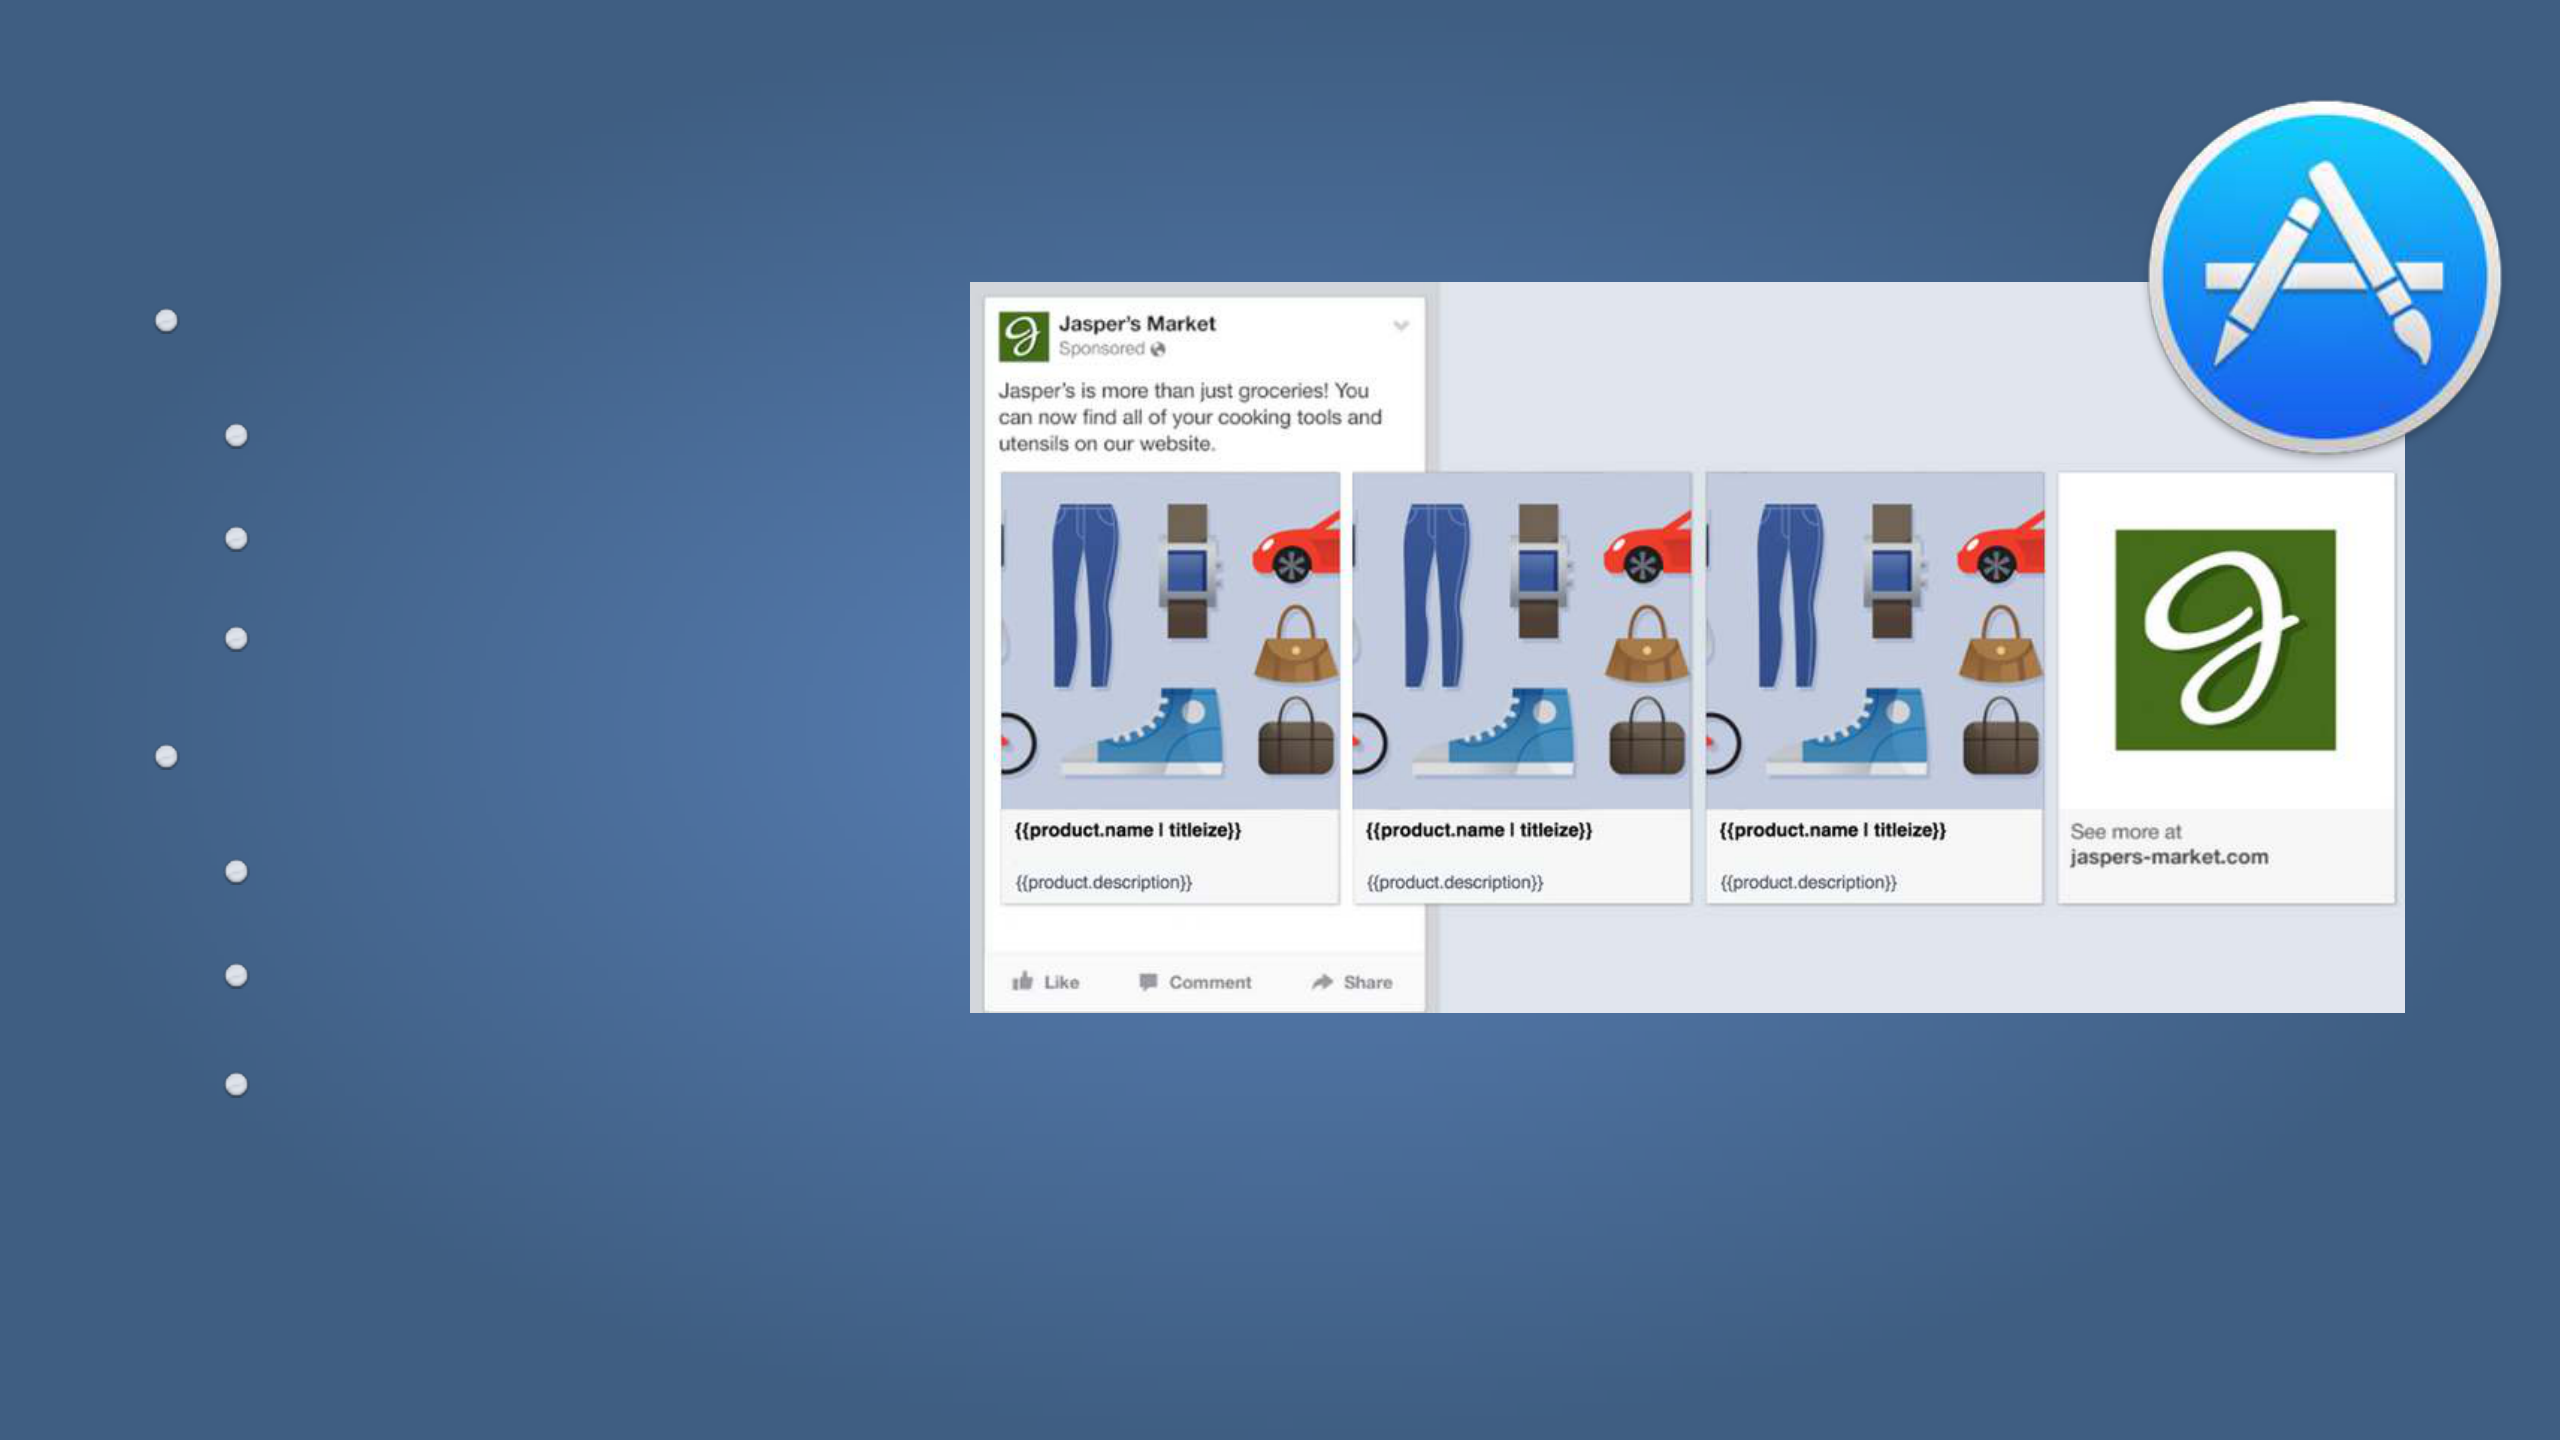 Jasper's Market
Sponsored
Jasper's is more than just groceries! You
can now find all of your cooking tools and
utensils on our website.
{{product.name | titleize}}
{{product.description}}
{{product.name | titleize}}
{{product.description}}
{{product.name | titleize}}
{{product.description}}
See more at
jaspers-market.com
Like Comment Share